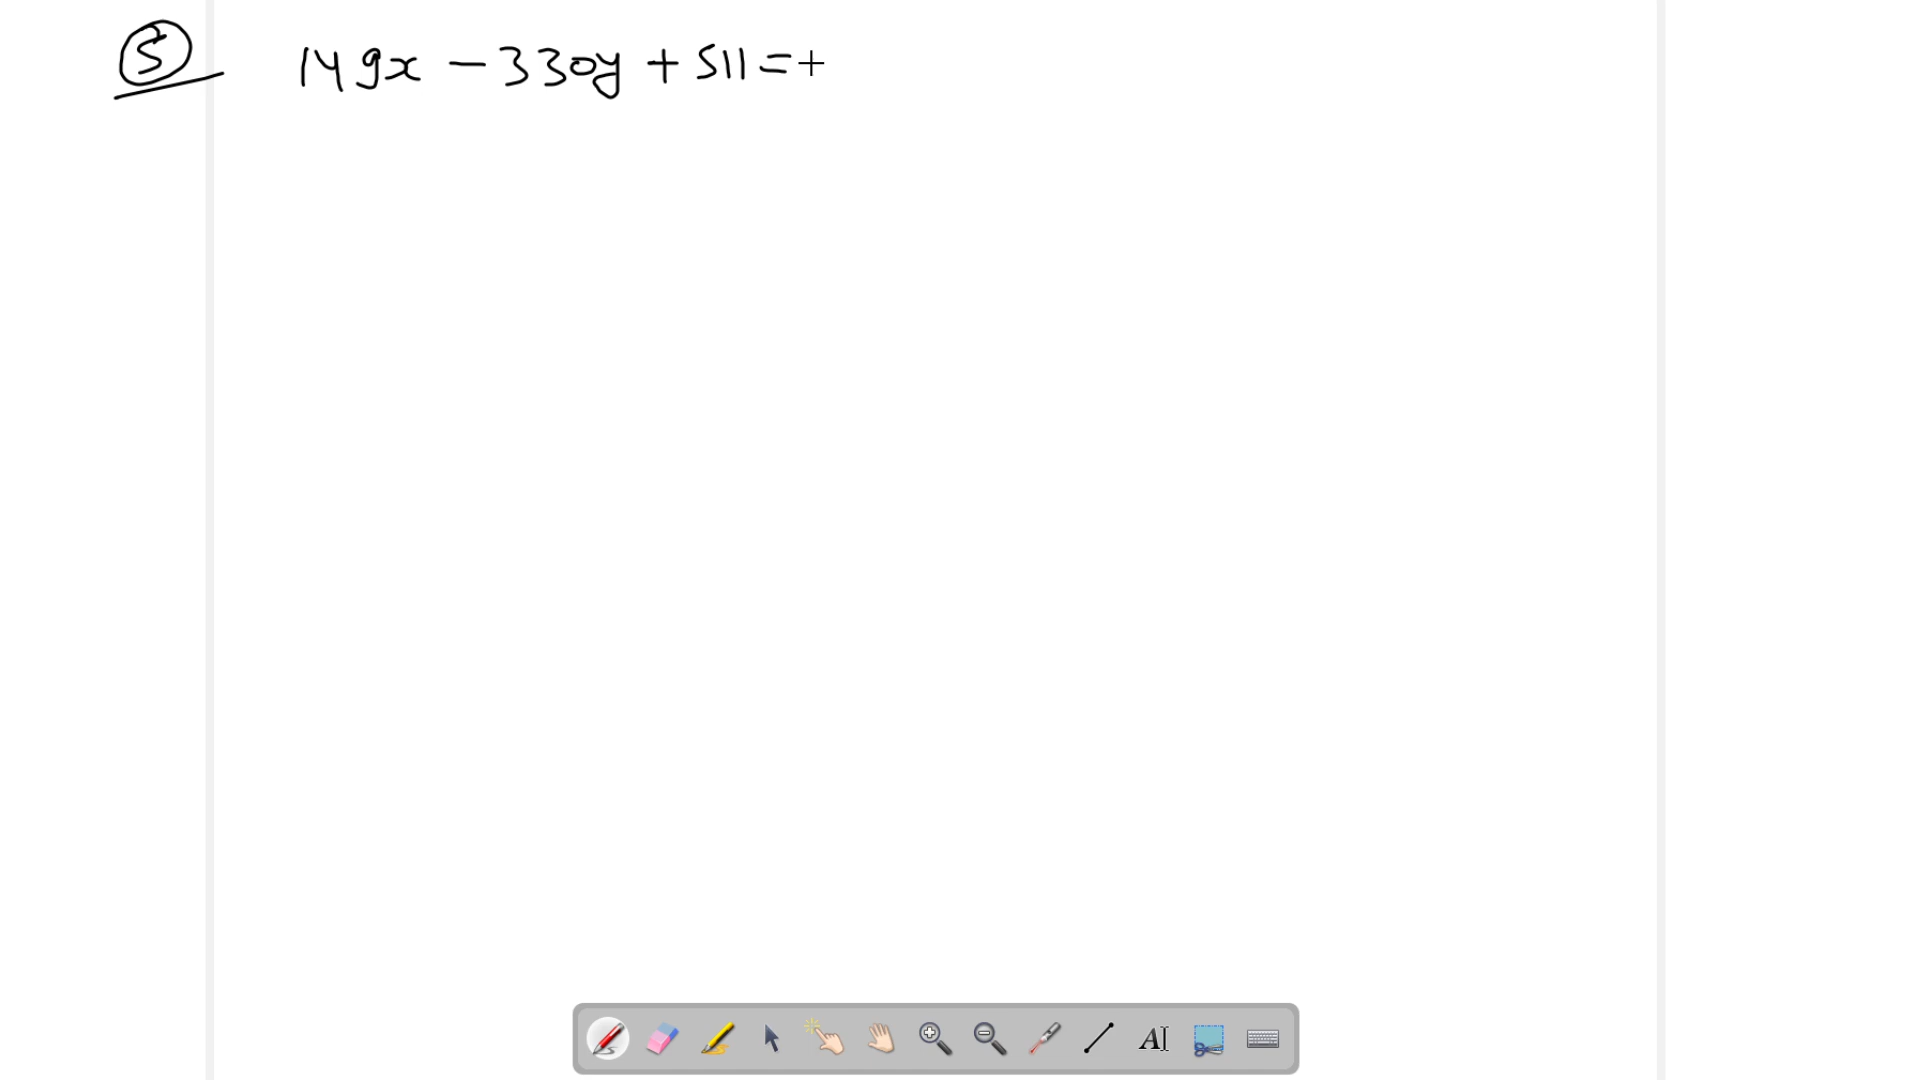 ⑤ 149x - 330y + 511 =